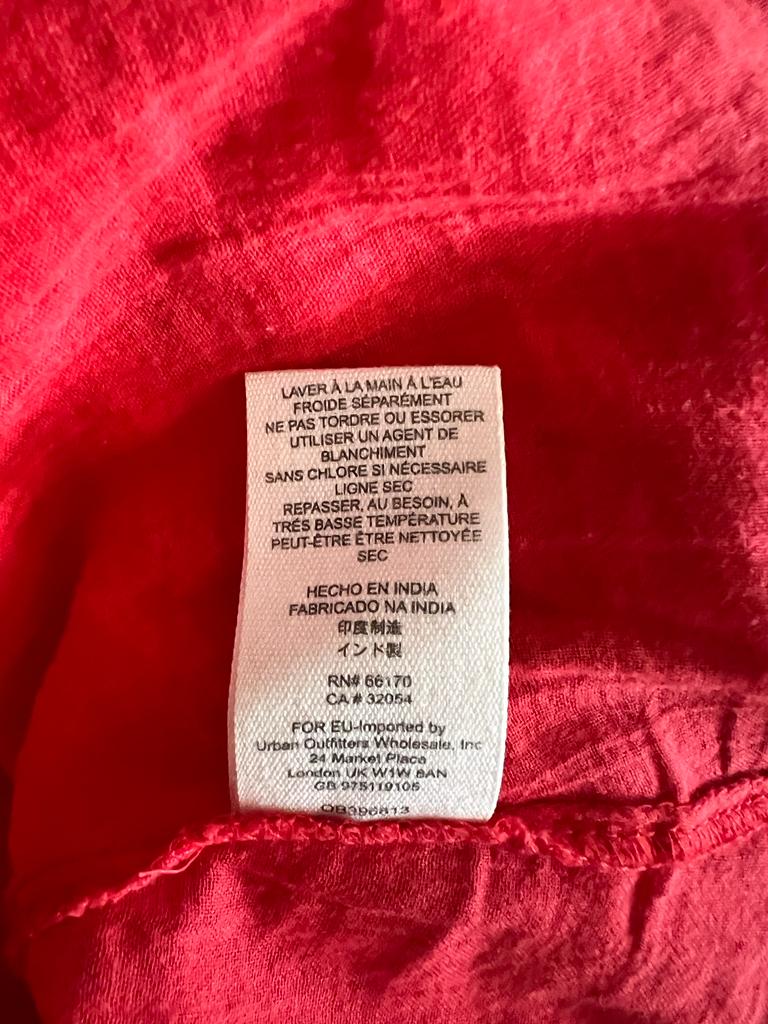 LAVER À LA MAIN À L'EAU
FROIDE SÉPARÉMENT
NE PAS TORDRE OU ESSORER
UTILISER UN AGENT DE
BLANCHIMENT
SANS CHLORE SI NÉCESSAIRE
LIGNE SEC
REPASSER, AU BESOIN, À
TRÉS BASSE TEMPÉRATURE
PEUT-ÊTRE ÊTRE NETTOYÉE
SEC
HECHO EN INDIA
FABRICADO NA INDIA
印度制造
インド製
RN# 66170
CA # 32054
FOR EU-Imported by
Urban Outfitters Wholesale, Inc
24 Market Place
London UK W1W 8AN
GB 975119105
OB396813